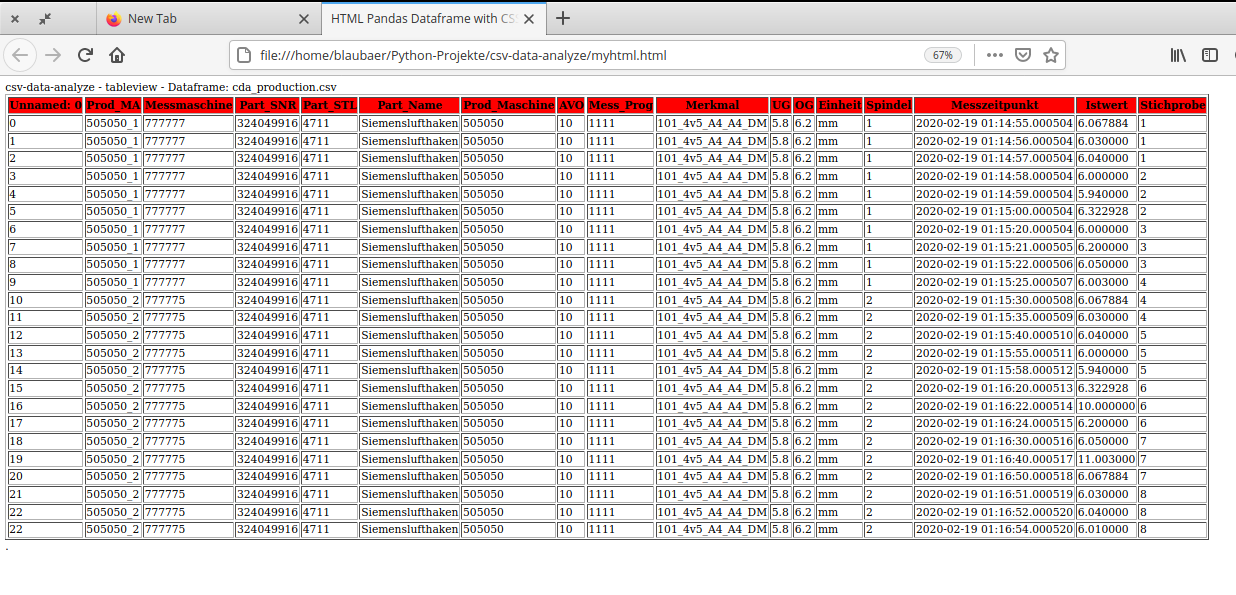 New Tab
HTML Pandas Dataframe with CS
file:///home/blaubaer/Python-Projekte/csv-data-analyze/myhtml.html 67%
csv-data-analyze - tableview - Dataframe: cda_production.csv
Unnamed: 0 Prod_MA Messmaschine Part_SNR Part_STL Part_Name Prod_Maschine AVO Mess_Prog Merkmal UG OG Einheit Spindel Messzeitpunkt Istwert Stichprobe
0 505050_1 777777 324049916 4711 Siemenslufthaken 505050 10 1111 101_4v5_A4_A4_DM 5.8 6.2 mm 1 2020-02-19 01:14:55.000504 6.067884 1
1 505050_1 777777 324049916 4711 Siemenslufthaken 505050 10 1111 101_4v5_A4_A4_DM 5.8 6.2 mm 1 2020-02-19 01:14:56.000504 6.030000 1
2 505050_1 777777 324049916 4711 Siemenslufthaken 505050 10 1111 101_4v5_A4_A4_DM 5.8 6.2 mm 1 2020-02-19 01:14:57.000504 6.040000 1
3 505050_1 777777 324049916 4711 Siemenslufthaken 505050 10 1111 101_4v5_A4_A4_DM 5.8 6.2 mm 1 2020-02-19 01:14:58.000504 6.000000 2
4 505050_1 777777 324049916 4711 Siemenslufthaken 505050 10 1111 101_4v5_A4_A4_DM 5.8 6.2 mm 1 2020-02-19 01:14:59.000504 5.940000 2
5 505050_1 777777 324049916 4711 Siemenslufthaken 505050 10 1111 101_4v5_A4_A4_DM 5.8 6.2 mm 1 2020-02-19 01:15:00.000504 6.322928 2
6 505050_1 777777 324049916 4711 Siemenslufthaken 505050 10 1111 101_4v5_A4_A4_DM 5.8 6.2 mm 1 2020-02-19 01:15:20.000504 6.000000 3
7 505050_1 777777 324049916 4711 Siemenslufthaken 505050 10 1111 101_4v5_A4_A4_DM 5.8 6.2 mm 1 2020-02-19 01:15:21.000505 6.200000 3
8 505050_1 777777 324049916 4711 Siemenslufthaken 505050 10 1111 101_4v5_A4_A4_DM 5.8 6.2 mm 1 2020-02-19 01:15:22.000506 6.050000 3
9 505050_1 777777 324049916 4711 Siemenslufthaken 505050 10 1111 101_4v5_A4_A4_DM 5.8 6.2 mm 1 2020-02-19 01:15:25.000507 6.003000 4
10 505050_2 777775 324049916 4711 Siemenslufthaken 505050 10 1111 101_4v5_A4_A4_DM 5.8 6.2 mm 2 2020-02-19 01:15:30.000508 6.067884 4
11 505050_2 777775 324049916 4711 Siemenslufthaken 505050 10 1111 101_4v5_A4_A4_DM 5.8 6.2 mm 2 2020-02-19 01:15:35.000509 6.030000 4
12 505050_2 777775 324049916 4711 Siemenslufthaken 505050 10 1111 101_4v5_A4_A4_DM 5.8 6.2 mm 2 2020-02-19 01:15:40.000510 6.040000 5
13 505050_2 777775 324049916 4711 Siemenslufthaken 505050 10 1111 101_4v5_A4_A4_DM 5.8 6.2 mm 2 2020-02-19 01:15:55.000511 6.000000 5
14 505050_2 777775 324049916 4711 Siemenslufthaken 505050 10 1111 101_4v5_A4_A4_DM 5.8 6.2 mm 2 2020-02-19 01:15:58.000512 5.940000 5
15 505050_2 777775 324049916 4711 Siemenslufthaken 505050 10 1111 101_4v5_A4_A4_DM 5.8 6.2 mm 2 2020-02-19 01:16:20.000513 6.322928 6
16 505050_2 777775 324049916 4711 Siemenslufthaken 505050 10 1111 101_4v5_A4_A4_DM 5.8 6.2 mm 2 2020-02-19 01:16:22.000514 10.000000 6
17 505050_2 777775 324049916 4711 Siemenslufthaken 505050 10 1111 101_4v5_A4_A4_DM 5.8 6.2 mm 2 2020-02-19 01:16:24.000515 6.200000 6
18 505050_2 777775 324049916 4711 Siemenslufthaken 505050 10 1111 101_4v5_A4_A4_DM 5.8 6.2 mm 2 2020-02-19 01:16:30.000516 6.050000 7
19 505050_2 777775 324049916 4711 Siemenslufthaken 505050 10 1111 101_4v5_A4_A4_DM 5.8 6.2 mm 2 2020-02-19 01:16:40.000517 11.003000 7
20 505050_2 777775 324049916 4711 Siemenslufthaken 505050 10 1111 101_4v5_A4_A4_DM 5.8 6.2 mm 2 2020-02-19 01:16:50.000518 6.067884 7
21 505050_2 777775 324049916 4711 Siemenslufthaken 505050 10 1111 101_4v5_A4_A4_DM 5.8 6.2 mm 2 2020-02-19 01:16:51.000519 6.030000 8
22 505050_2 777775 324049916 4711 Siemenslufthaken 505050 10 1111 101_4v5_A4_A4_DM 5.8 6.2 mm 2 2020-02-19 01:16:52.000520 6.040000 8
22 505050_2 777775 324049916 4711 Siemenslufthaken 505050 10 1111 101_4v5_A4_A4_DM 5.8 6.2 mm 2 2020-02-19 01:16:54.000520 6.010000 8
.